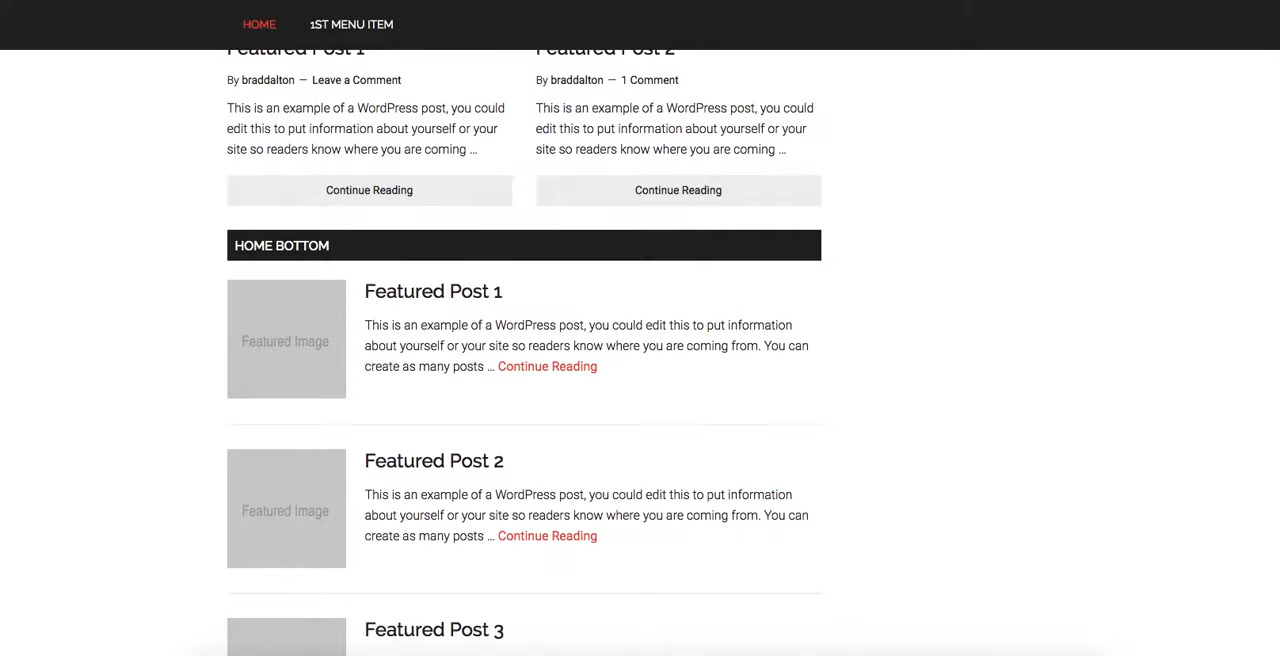 HOME 1ST MENU ITEM
Featured Post 1
By braddalton — Leave a Comment
This is an example of a WordPress post, you could
edit this to put information about yourself or your
site so readers know where you are coming ...
Continue Reading
Featured Post 2
By braddalton — 1 Comment
This is an example of a WordPress post, you could
edit this to put information about yourself or your
site so readers know where you are coming ...
Continue Reading
HOME BOTTOM
Featured Image
Featured Post 1
This is an example of a WordPress post, you could edit this to put information
about yourself or your site so readers know where you are coming from. You can
create as many posts ... Continue Reading
Featured Image
Featured Post 2
This is an example of a WordPress post, you could edit this to put information
about yourself or your site so readers know where you are coming from. You can
create as many posts ... Continue Reading
Featured Post 3